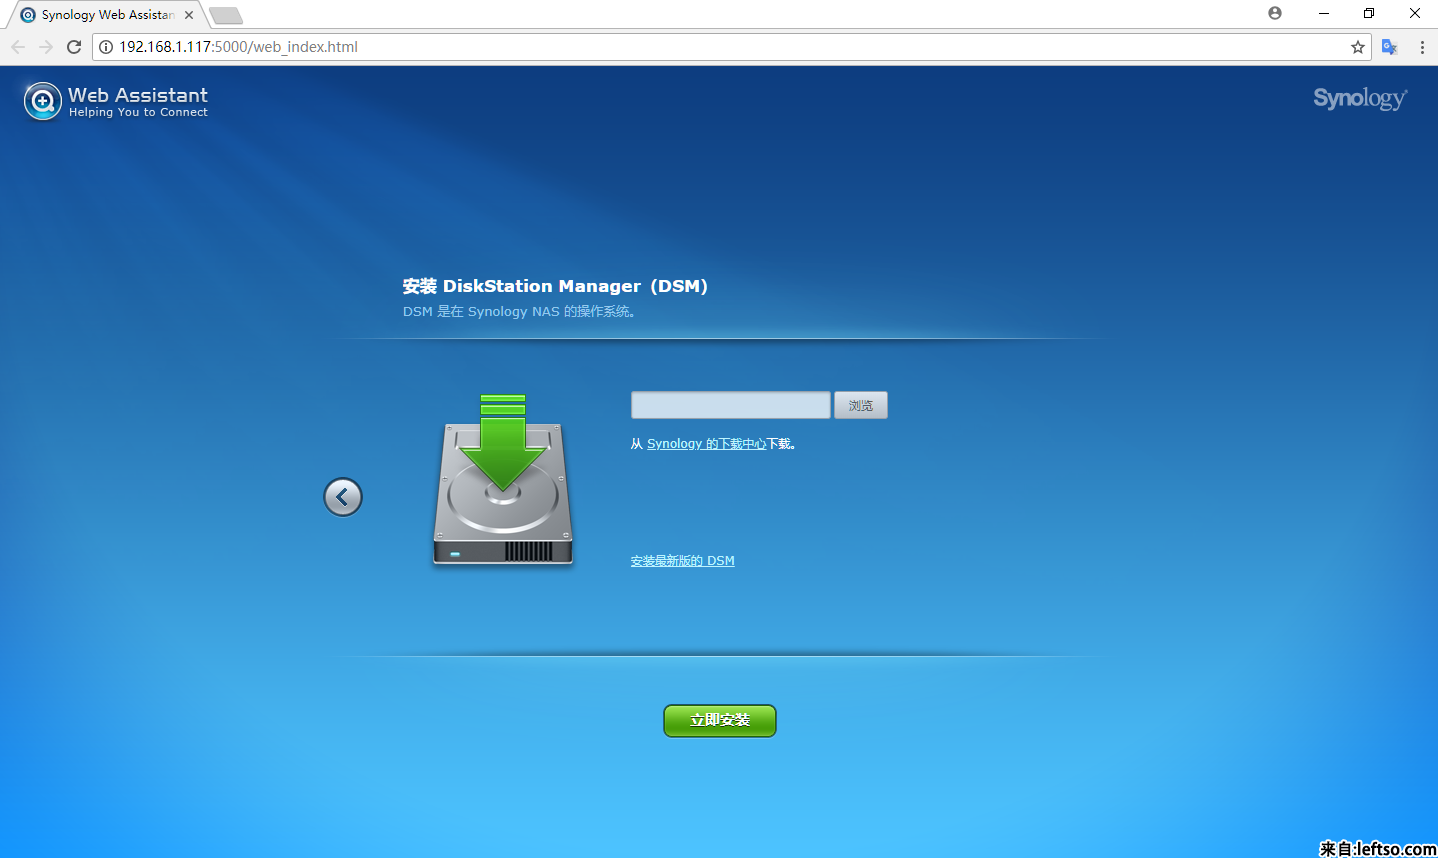 Synology Web Assistan
192.168.1.117:5000/web_index.html
Web Assistant
Helping You to Connect
Synology
安装 DiskStation Manager (DSM)
DSM 是在 Synology NAS 的操作系统。
浏览
从 Synology 的下载中心下载。
安装最新版的 DSM
立即安装
来自:leftso.com